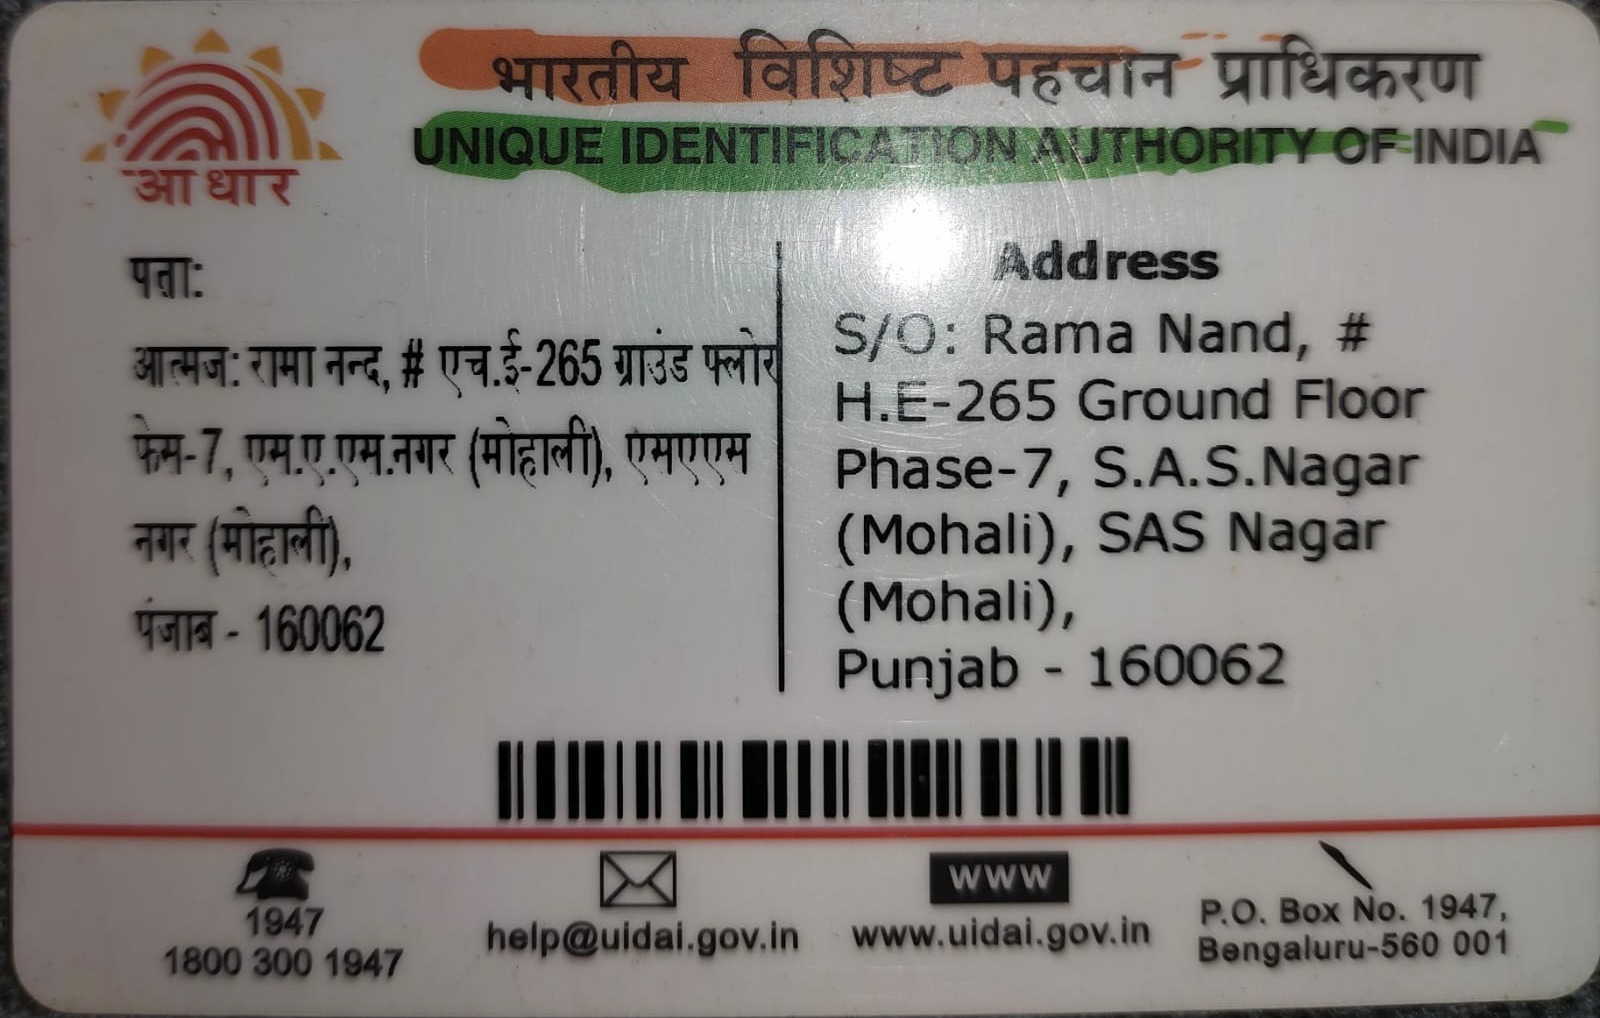 भारतीय विशिष्ट पहचान प्राधिकरण
UNIQUE IDENTIFICATION AUTHORITY OF INDIA
आधार
पता:
आत्मज: रामा नन्द, # एच.ई-265 ग्राउंड फ्लोर
फेस-7, एस.ए.एस.नगर (मोहाली), एसएएस
नगर (मोहाली),
पंजाब - 160062
Address
S/O: Rama Nand, #
H.E-265 Ground Floor
Phase-7, S.A.S.Nagar
(Mohali), SAS Nagar
(Mohali),
Punjab - 160062
1947
1800 300 1947
help@uidai.gov.in
WWW
www.uidai.gov.in
P.O. Box No. 1947,
Bengaluru-560 001